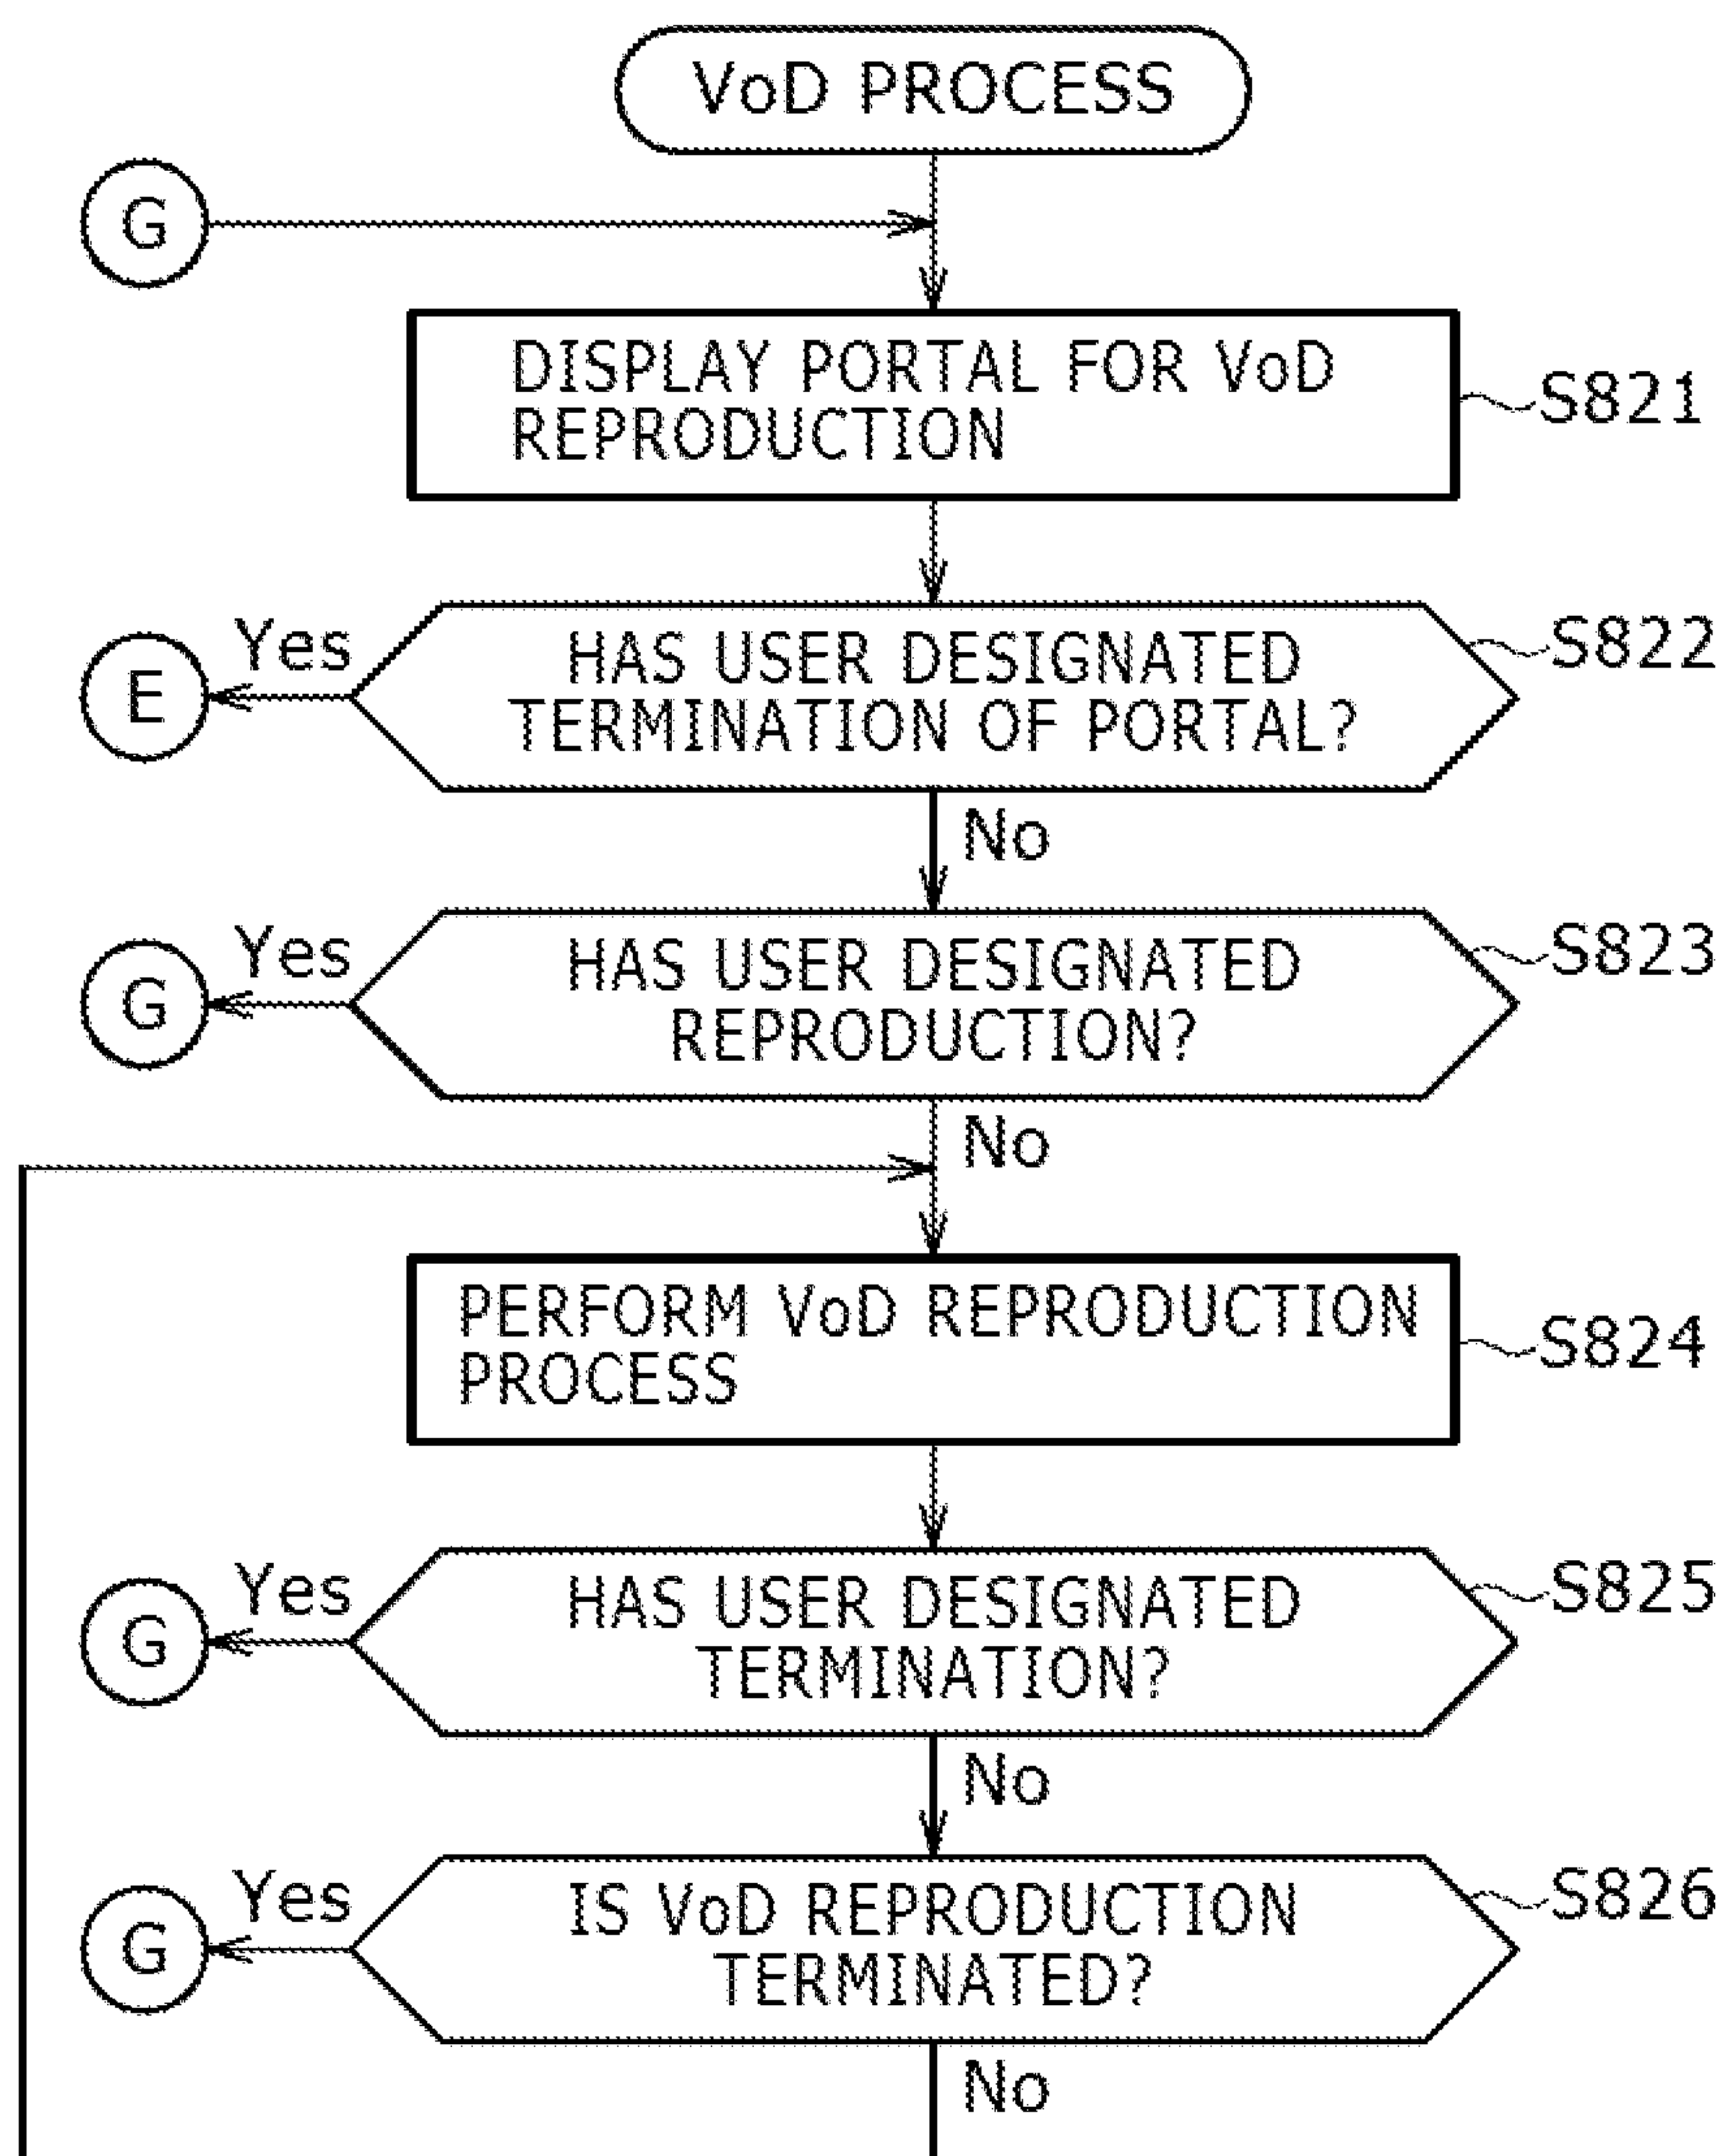 VoD PROCESS
G
DISPLAY PORTAL FOR VoD
REPRODUCTION
S821
E
Yes
HAS USER DESIGNATED
TERMINATION OF PORTAL?
S822
No
G
Yes
HAS USER DESIGNATED
REPRODUCTION?
S823
No
PERFORM VoD REPRODUCTION
PROCESS
S824
G
Yes
HAS USER DESIGNATED
TERMINATION?
S825
No
G
Yes
IS VoD REPRODUCTION
TERMINATED?
S826
No